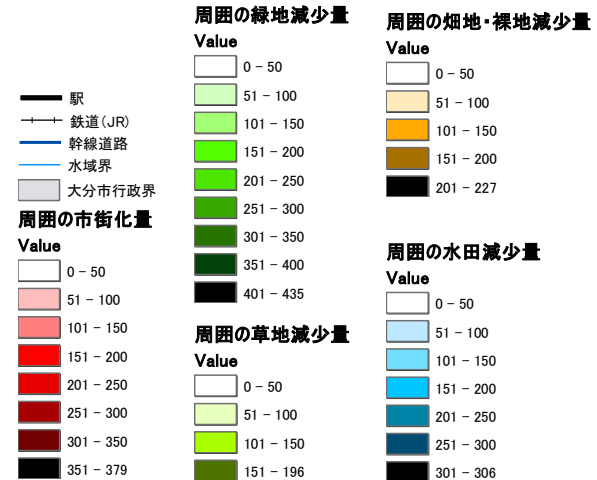 駅
鉄道(JR)
幹線道路
水域界
大分市行政界
周囲の市街化量
Value
0 - 50
51 - 100
101 - 150
151 - 200
201 - 250
251 - 300
301 - 350
351 - 379
周囲の緑地減少量
Value
0 - 50
51 - 100
101 - 150
151 - 200
201 - 250
251 - 300
301 - 350
351 - 400
401 - 435
周囲の草地減少量
Value
0 - 50
51 - 100
101 - 150
151 - 196
周囲の畑地・裸地減少量
Value
0 - 50
51 - 100
101 - 150
151 - 200
201 - 227
周囲の水田減少量
Value
0 - 50
51 - 100
101 - 150
151 - 200
201 - 250
251 - 300
301 - 306